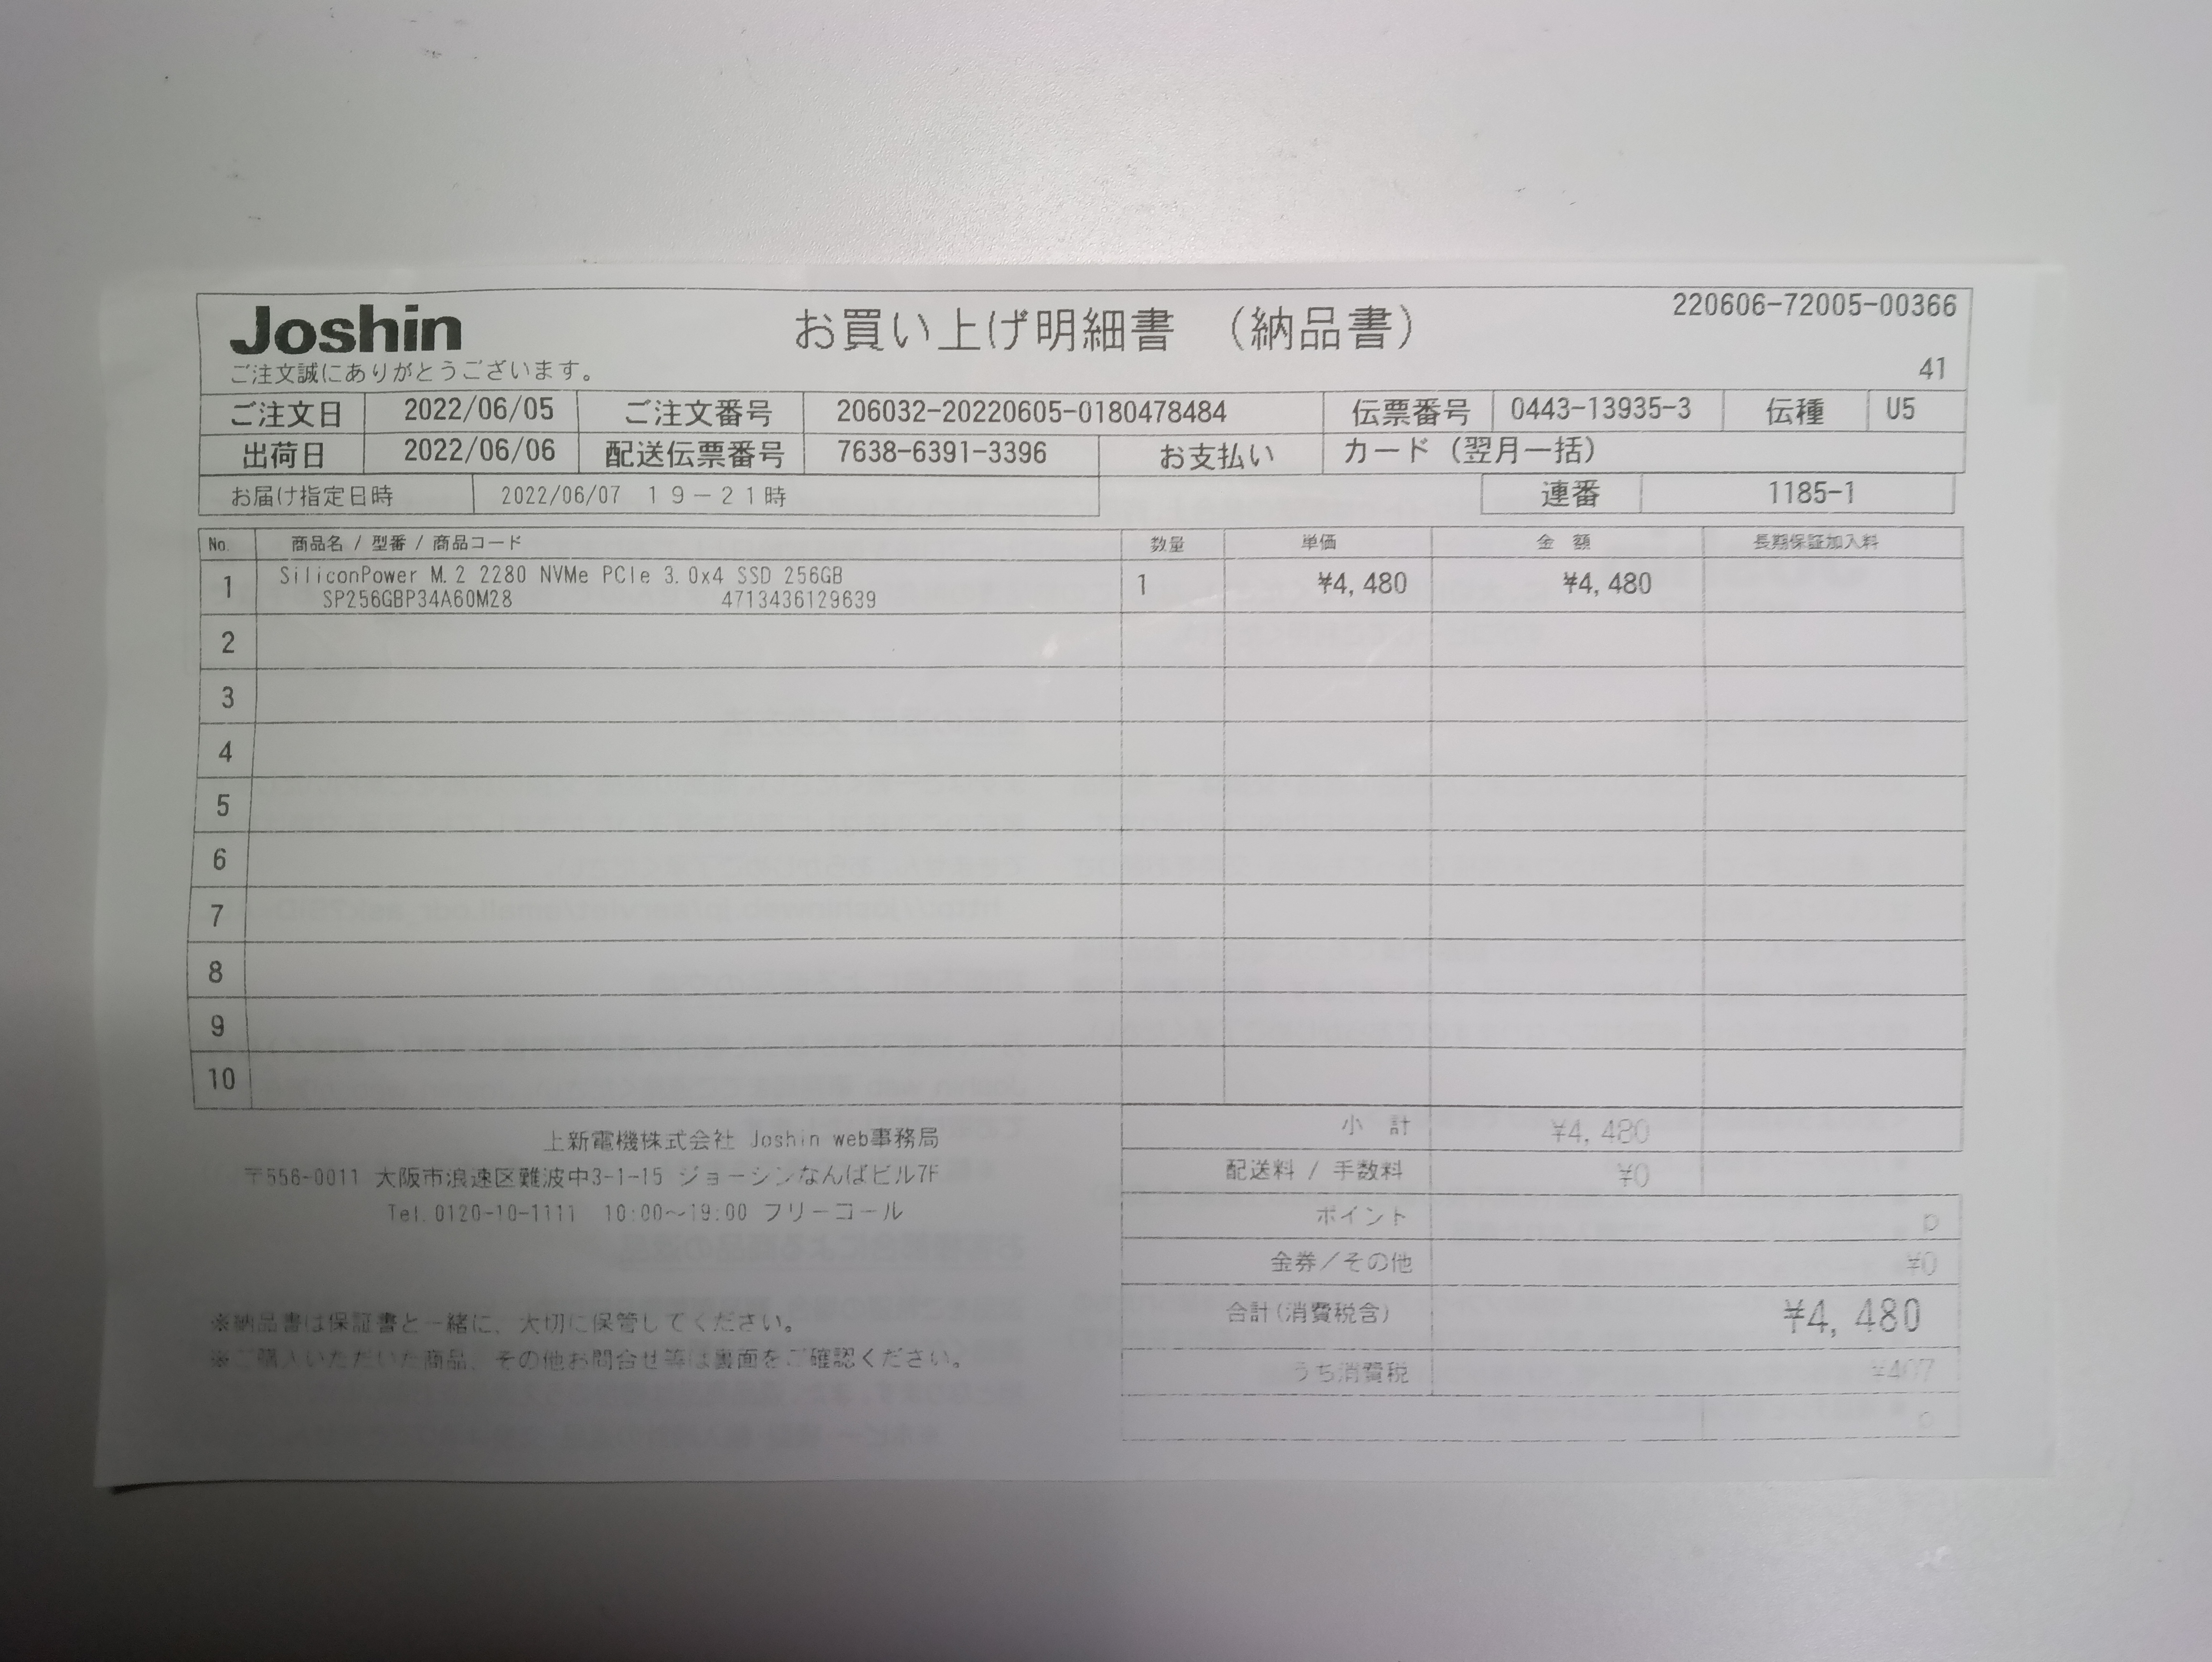 Joshin
お買い上げ明細書 （納品書）
220606-72005-00366
ご注文誠にありがとうございます。
41
ご注文日 2022/06/05 ご注文番号 206032-20220605-0180478484 伝票番号 0443-13935-3 伝種 U5
出荷日 2022/06/06 配送伝票番号 7638-6391-3396 お支払い カード（翌月一括）
お届け指定日時 2022/06/07 １９－２１時 連番 1185-1
No. 商品名 / 型番 / 商品コード 数量 単価 金 額 長期保証加入料
1 SiliconPower M.2 2280 NVMe PCIe 3.0x4 SSD 256GB 1 ¥4,480 ¥4,480
SP256GBP34A60M28 4713436129639
2
3
4
5
6
7
8
9
10
小 計 ¥4,480
配送料 / 手数料 ¥0
ポイント p
金券／その他 ¥0
合計(消費税含) ¥4,480
うち消費税 ¥407
上新電機株式会社 Joshin web事務局
〒556-0011 大阪市浪速区難波中3-1-15 ジョーシンなんばビル7F
Tel.0120-10-1111 10:00～19:00 フリーコール
※納品書は保証書と一緒に、大切に保管してください。
※ご購入いただいた商品、その他お問合せ等は裏面をご確認ください。